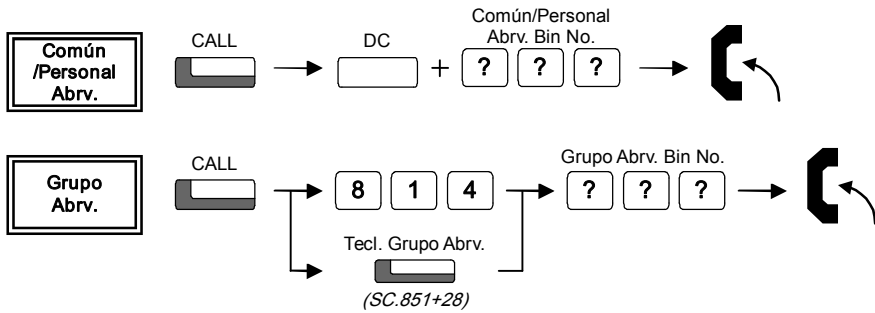 Común
/Personal
Abrv.
CALL
DC
+
Común/Personal
Abrv. Bin No.
? ? ?
Grupo
Abrv.
CALL
8 1 4
Tecl. Grupo Abrv.
(SC.851+28)
Grupo Abrv. Bin No.
? ? ?